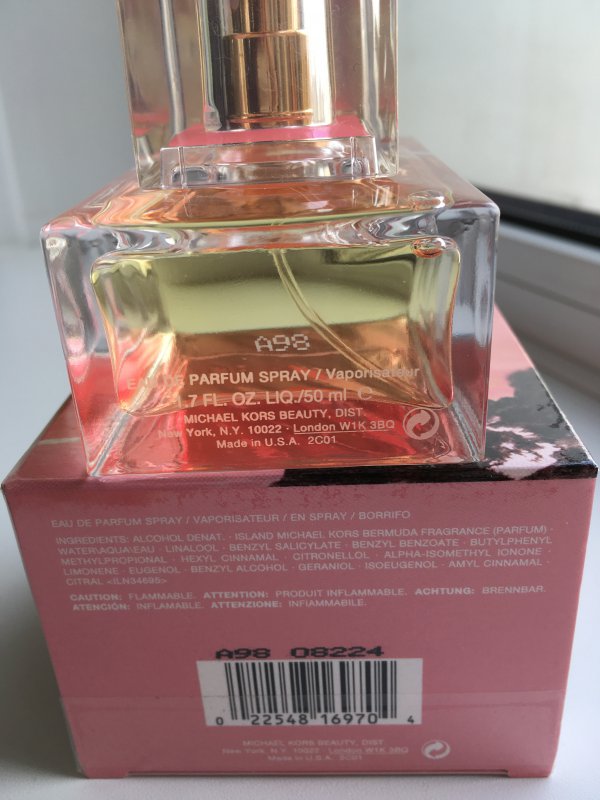 A98
EAU DE PARFUM SPRAY / Vaporisateur
1.7 FL. OZ. LIQ./50 ml ℮
MICHAEL KORS BEAUTY, DIST.
New York, N.Y. 10022 · London W1K 3BQ
Made in U.S.A. 2C01
EAU DE PARFUM SPRAY / VAPORISATEUR / EN SPRAY / BORRIFO
INGREDIENTS: ALCOHOL DENAT. · ISLAND MICHAEL KORS BERMUDA FRAGRANCE (PARFUM) ·
WATER\AQUA\EAU · LINALOOL · BENZYL SALICYLATE · BENZYL BENZOATE · BUTYLPHENYL
METHYLPROPIONAL · HEXYL CINNAMAL · CITRONELLOL · ALPHA-ISOMETHYL IONONE ·
LIMONENE · EUGENOL · BENZYL ALCOHOL · GERANIOL · ISOEUGENOL · AMYL CINNAMAL ·
CITRAL <ILN34695>
CAUTION: FLAMMABLE. ATTENTION: PRODUIT INFLAMMABLE. ACHTUNG: BRENNBAR.
ATENCIÓN: INFLAMABLE. ATTENZIONE: INFIAMMABILE.
A98 08224
0 22548 16970 4
MICHAEL KORS BEAUTY, DIST
New York, N.Y. 10022 · London W1K 3BQ
Made in U.S.A. 2C01